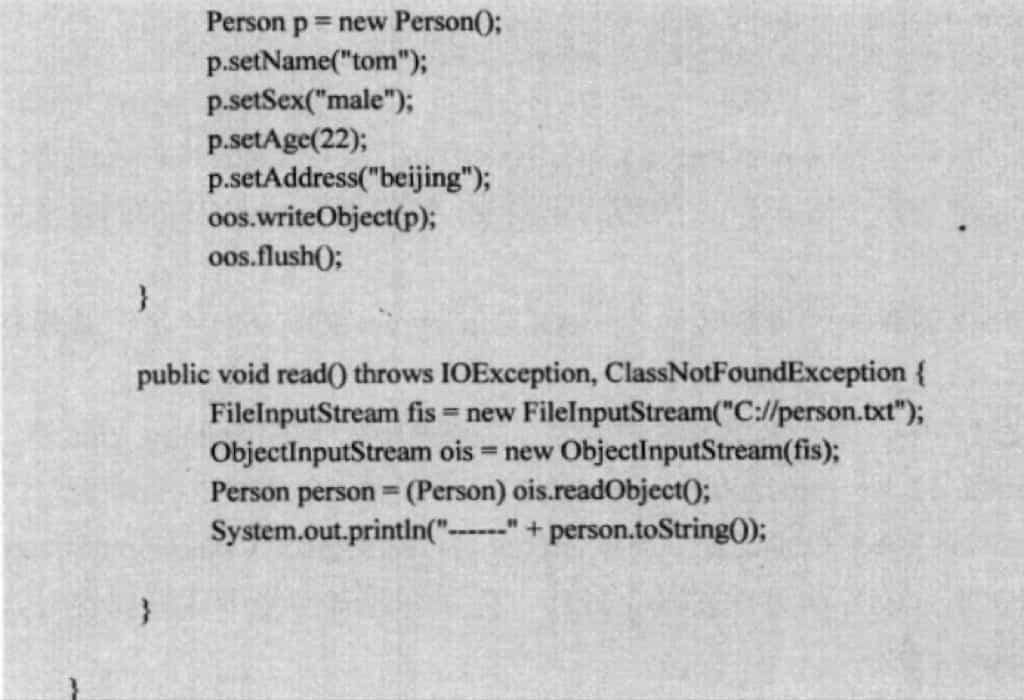 Person p = new Person();
p.setName("tom");
p.setSex("male");
p.setAge(22);
p.setAddress("beijing");
oos.writeObject(p);
oos.flush();
}
public void read() throws IOException, ClassNotFoundException {
FileInputStream fis = new FileInputStream("C://person.txt");
ObjectInputStream ois = new ObjectInputStream(fis);
Person person = (Person) ois.readObject();
System.out.println("------" + person.toString());
}
}